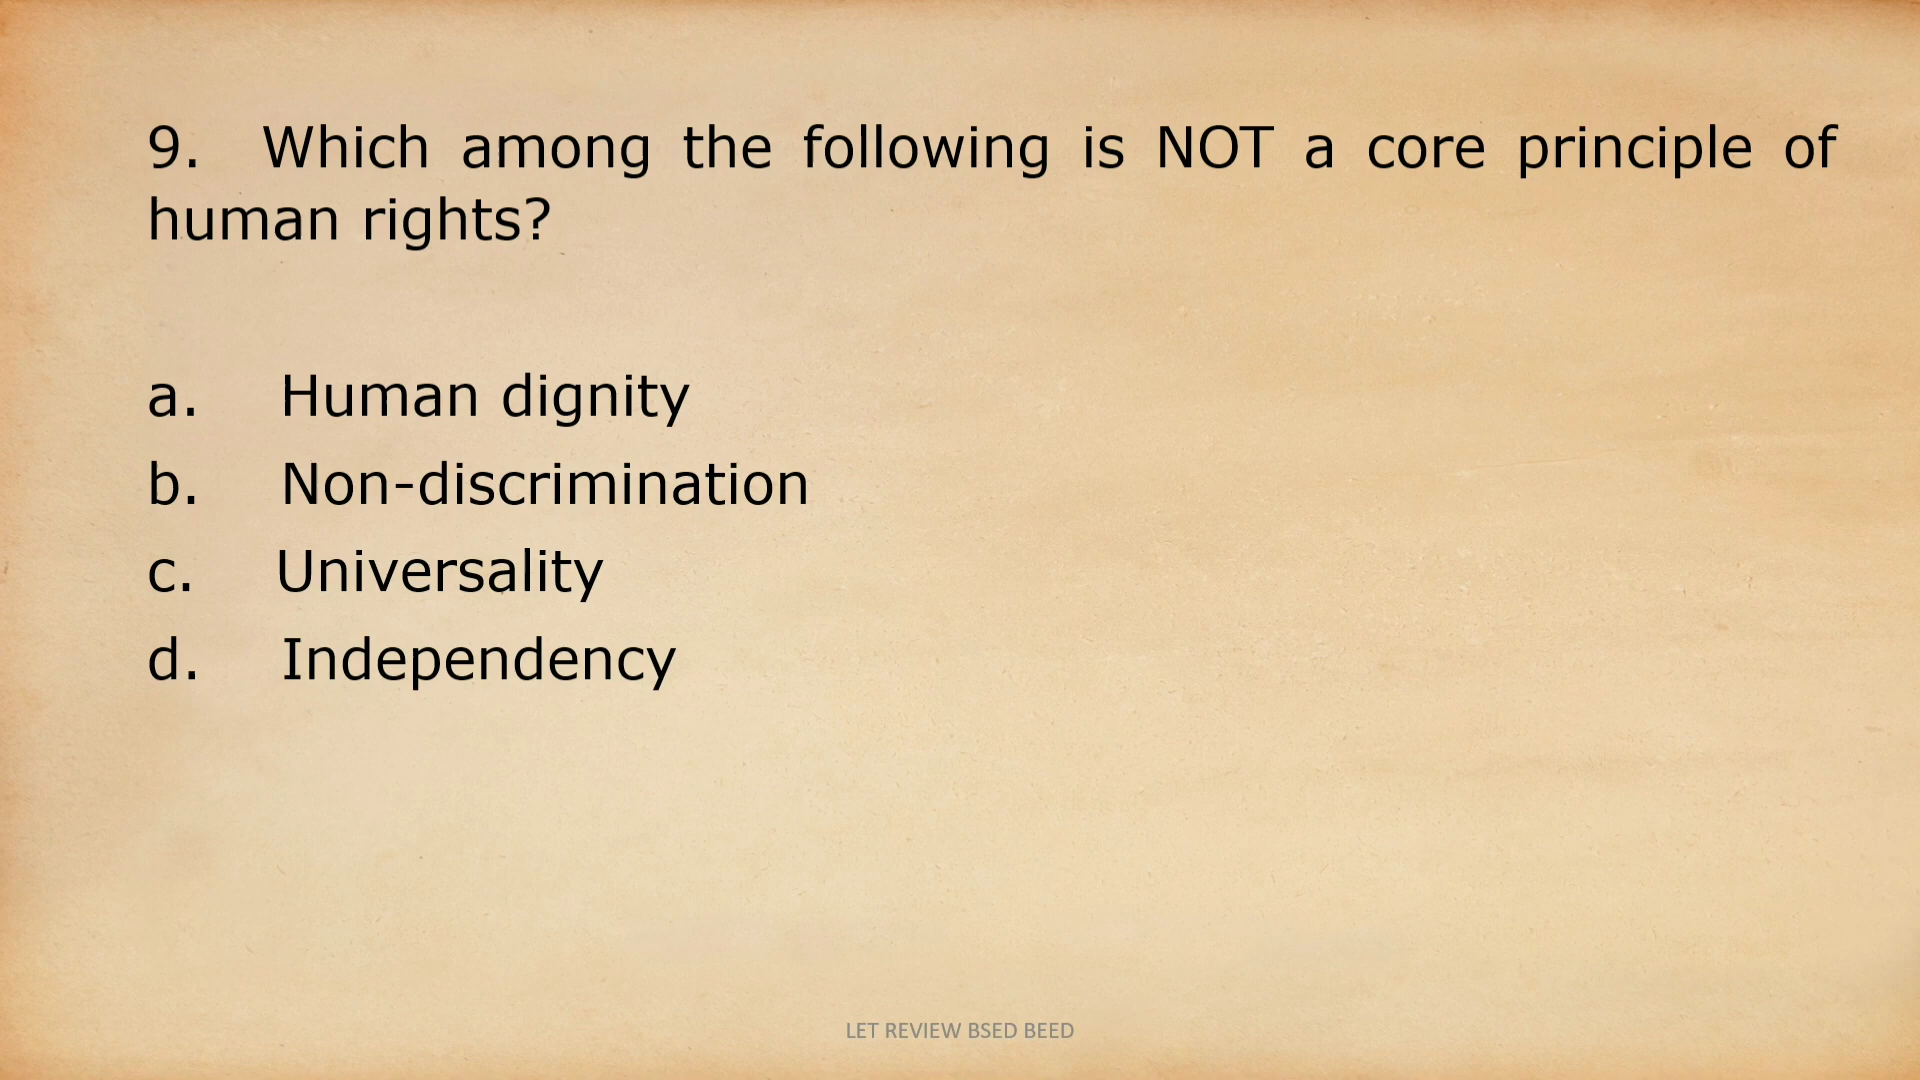 9. Which among the following is NOT a core principle of
human rights?
a. Human dignity
b. Non-discrimination
c. Universality
d. Independency
LET REVIEW BSED BEED